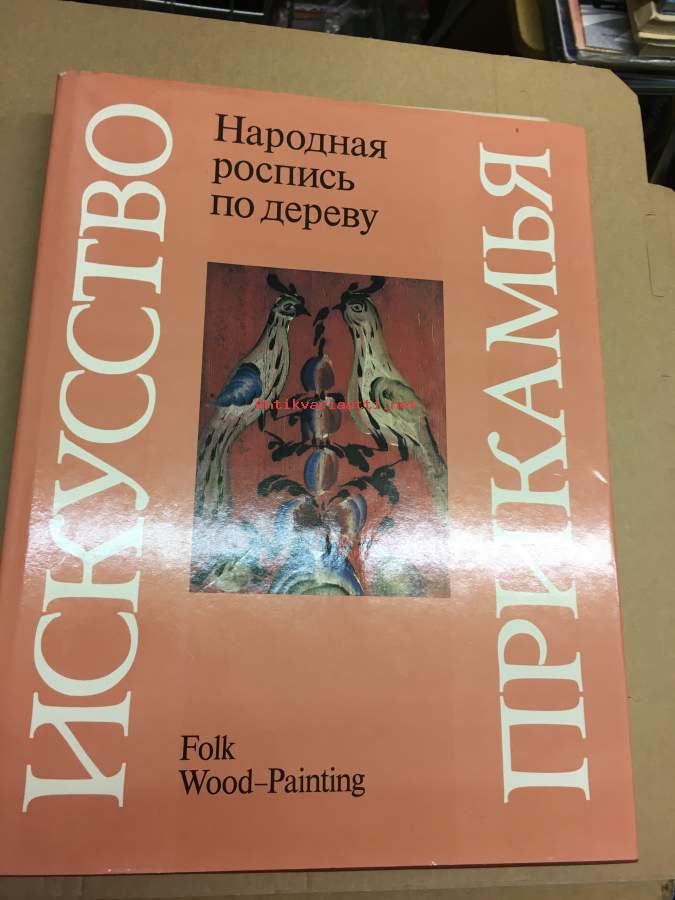 ИСКУССТВО
ПРИКАМЬЯ
Народная
роспись
по дереву
antikvariaatti.net
Folk
Wood–Painting